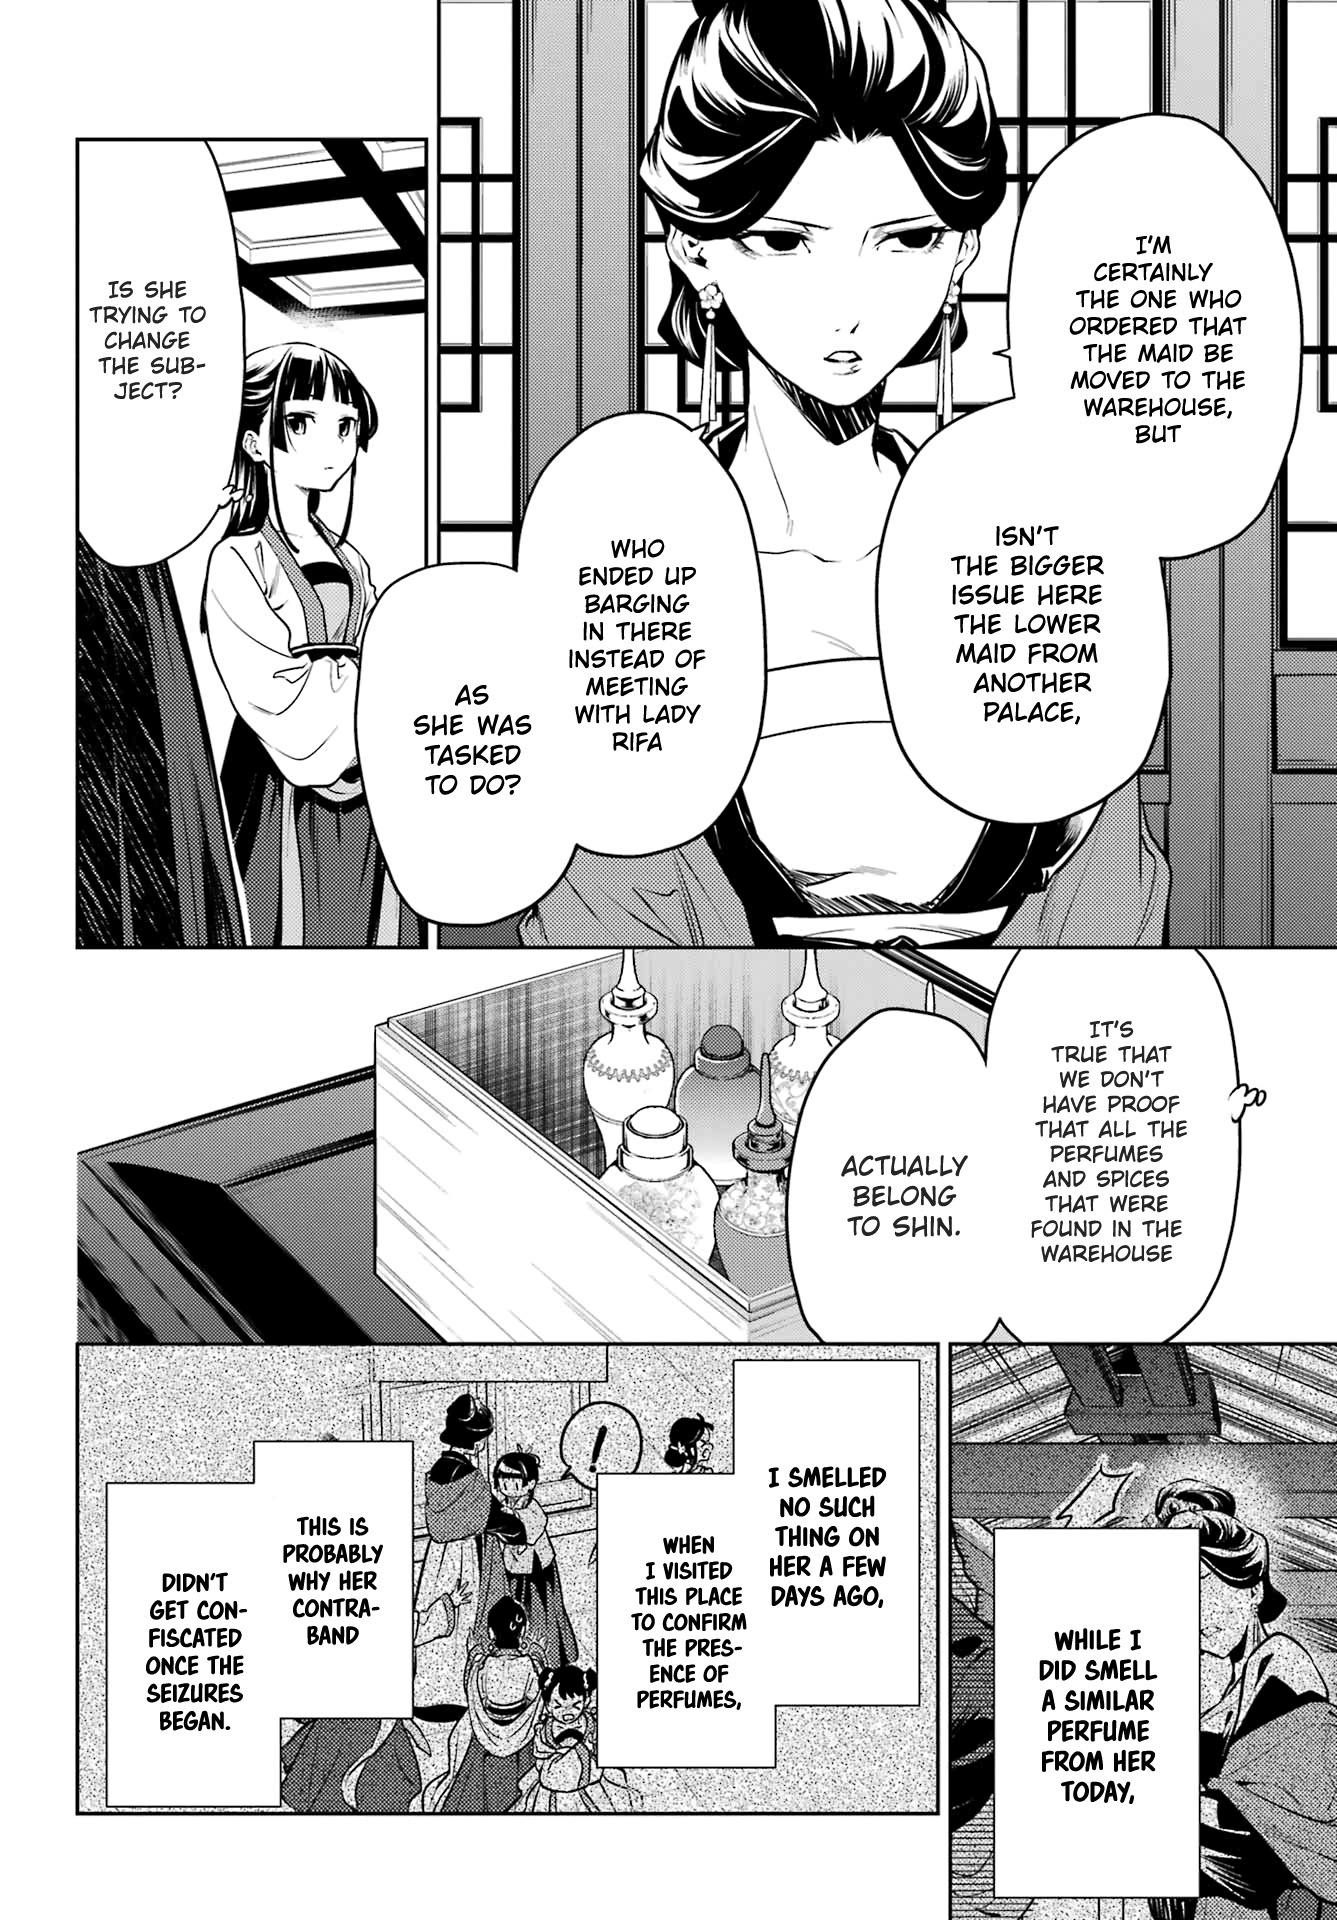 I'M
CERTAINLY
THE ONE WHO
ORDERED THAT
THE MAID BE
MOVED TO THE
WAREHOUSE,
BUT
ISN'T
THE BIGGER
ISSUE HERE
THE LOWER
MAID FROM
ANOTHER
PALACE,
WHO
ENDED UP
BARGING
IN THERE
INSTEAD OF
MEETING
WITH LADY
RIFA
AS
SHE WAS
TASKED
TO DO?
IS SHE
TRYING TO
CHANGE
THE SUB-
JECT?
IT'S
TRUE THAT
WE DON'T
HAVE PROOF
THAT ALL THE
PERFUMES
AND SPICES
THAT WERE
FOUND IN THE
WAREHOUSE
ACTUALLY
BELONG
TO SHIN.
WHILE I
DID SMELL
A SIMILAR
PERFUME
FROM HER
TODAY,
I SMELLED
NO SUCH
THING ON
HER A FEW
DAYS AGO,
WHEN
I VISITED
THIS PLACE
TO CONFIRM
THE PRES-
ENCE OF
PERFUMES,
!
THIS IS
PROBABLY
WHY HER
CONTRA-
BAND
DIDN'T
GET CON-
FISCATED
ONCE THE
SEIZURES
BEGAN.